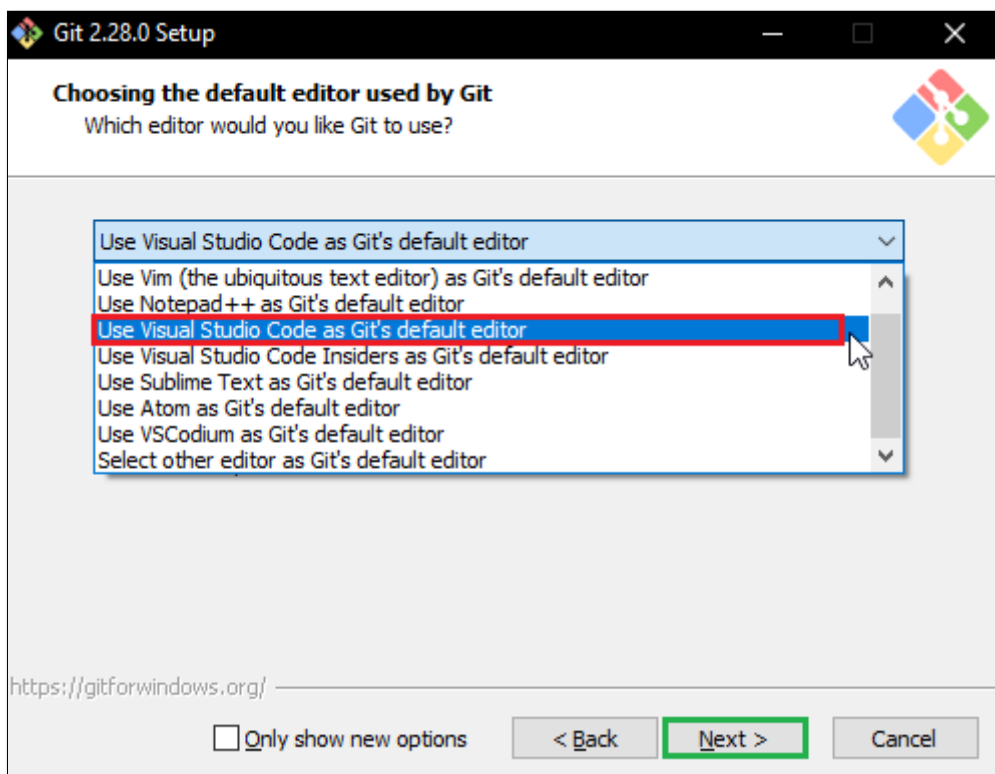 Git 2.28.0 Setup
Choosing the default editor used by Git
Which editor would you like Git to use?
Use Visual Studio Code as Git's default editor
Use Vim (the ubiquitous text editor) as Git's default editor
Use Notepad++ as Git's default editor
Use Visual Studio Code as Git's default editor
Use Visual Studio Code Insiders as Git's default editor
Use Sublime Text as Git's default editor
Use Atom as Git's default editor
Use VSCodium as Git's default editor
Select other editor as Git's default editor
https://gitforwindows.org/
Only show new options
< Back
Next >
Cancel